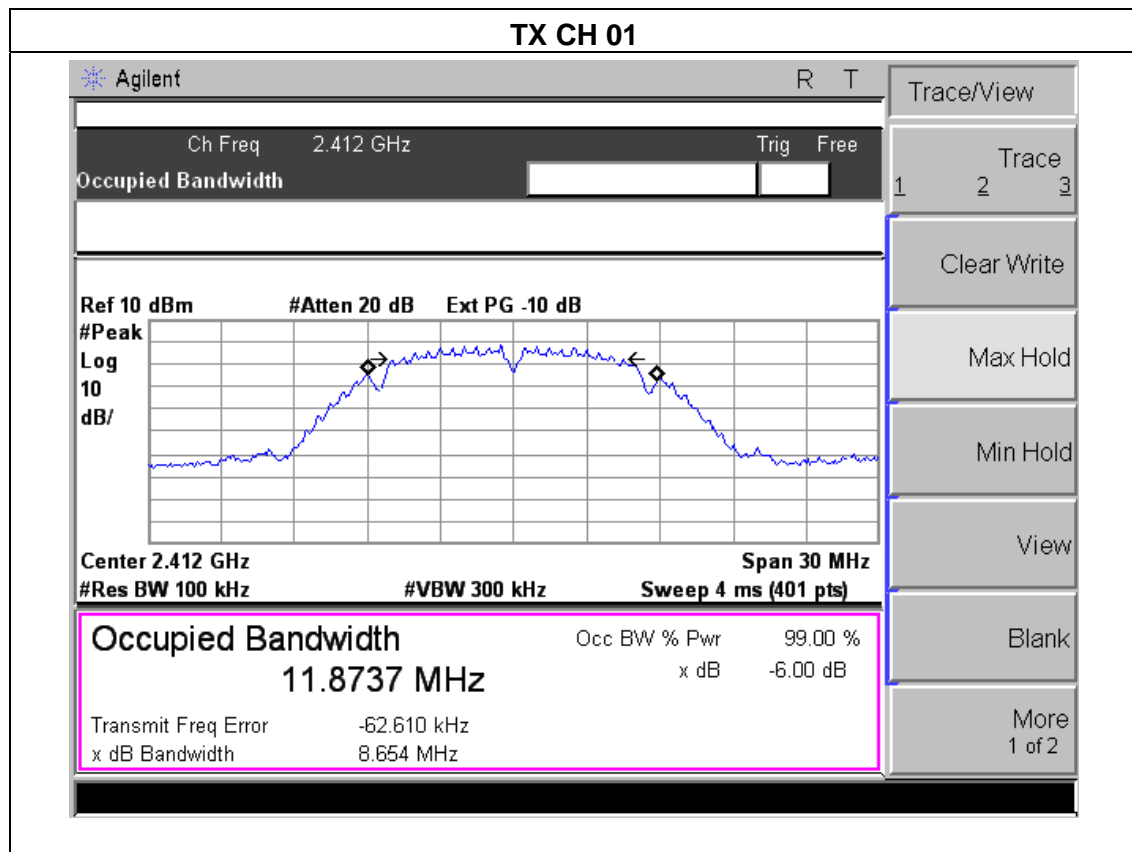 TX CH 01
Agilent R T
Trace/View
Ch Freq 2.412 GHz Trig Free
Occupied Bandwidth
Trace
1 2 3
Clear Write
Ref 10 dBm #Atten 20 dB Ext PG -10 dB
#Peak
Log
10
dB/
Max Hold
Min Hold
View
Center 2.412 GHz Span 30 MHz
#Res BW 100 kHz #VBW 300 kHz Sweep 4 ms (401 pts)
Occupied Bandwidth Occ BW % Pwr 99.00 %
11.8737 MHz x dB -6.00 dB
Blank
Transmit Freq Error -62.610 kHz
x dB Bandwidth 8.654 MHz
More
1 of 2